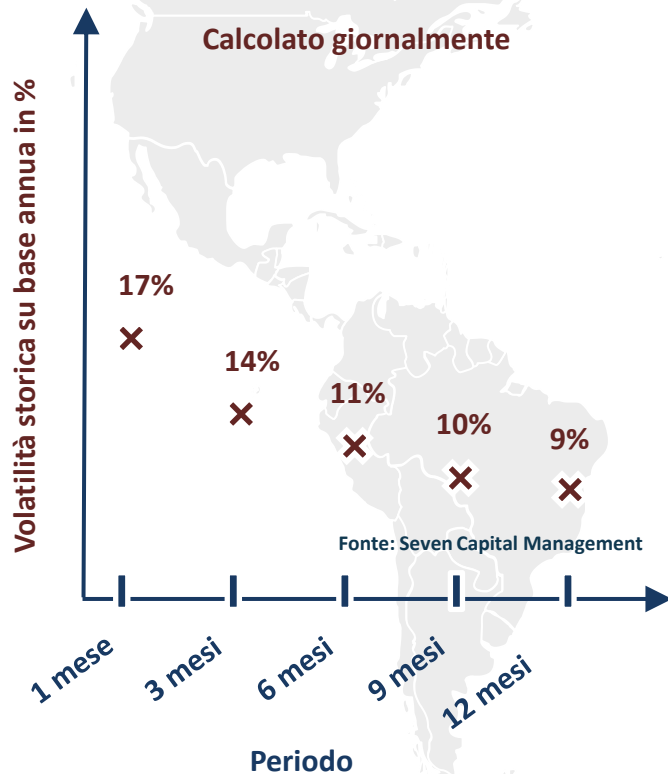 Calcolato giornalmente
Volatilità storica su base annua in %
17%
14%
11%
10%
9%
Fonte: Seven Capital Management
1 mese
3 mesi
6 mesi
9 mesi
12 mesi
Periodo